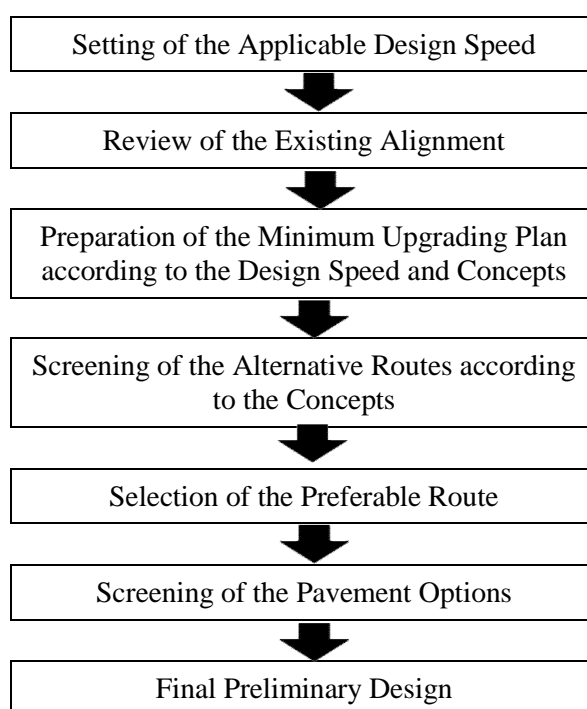 Setting of the Applicable Design Speed
Review of the Existing Alignment
Preparation of the Minimum Upgrading Plan
according to the Design Speed and Concepts
Screening of the Alternative Routes according
to the Concepts
Selection of the Preferable Route
Screening of the Pavement Options
Final Preliminary Design